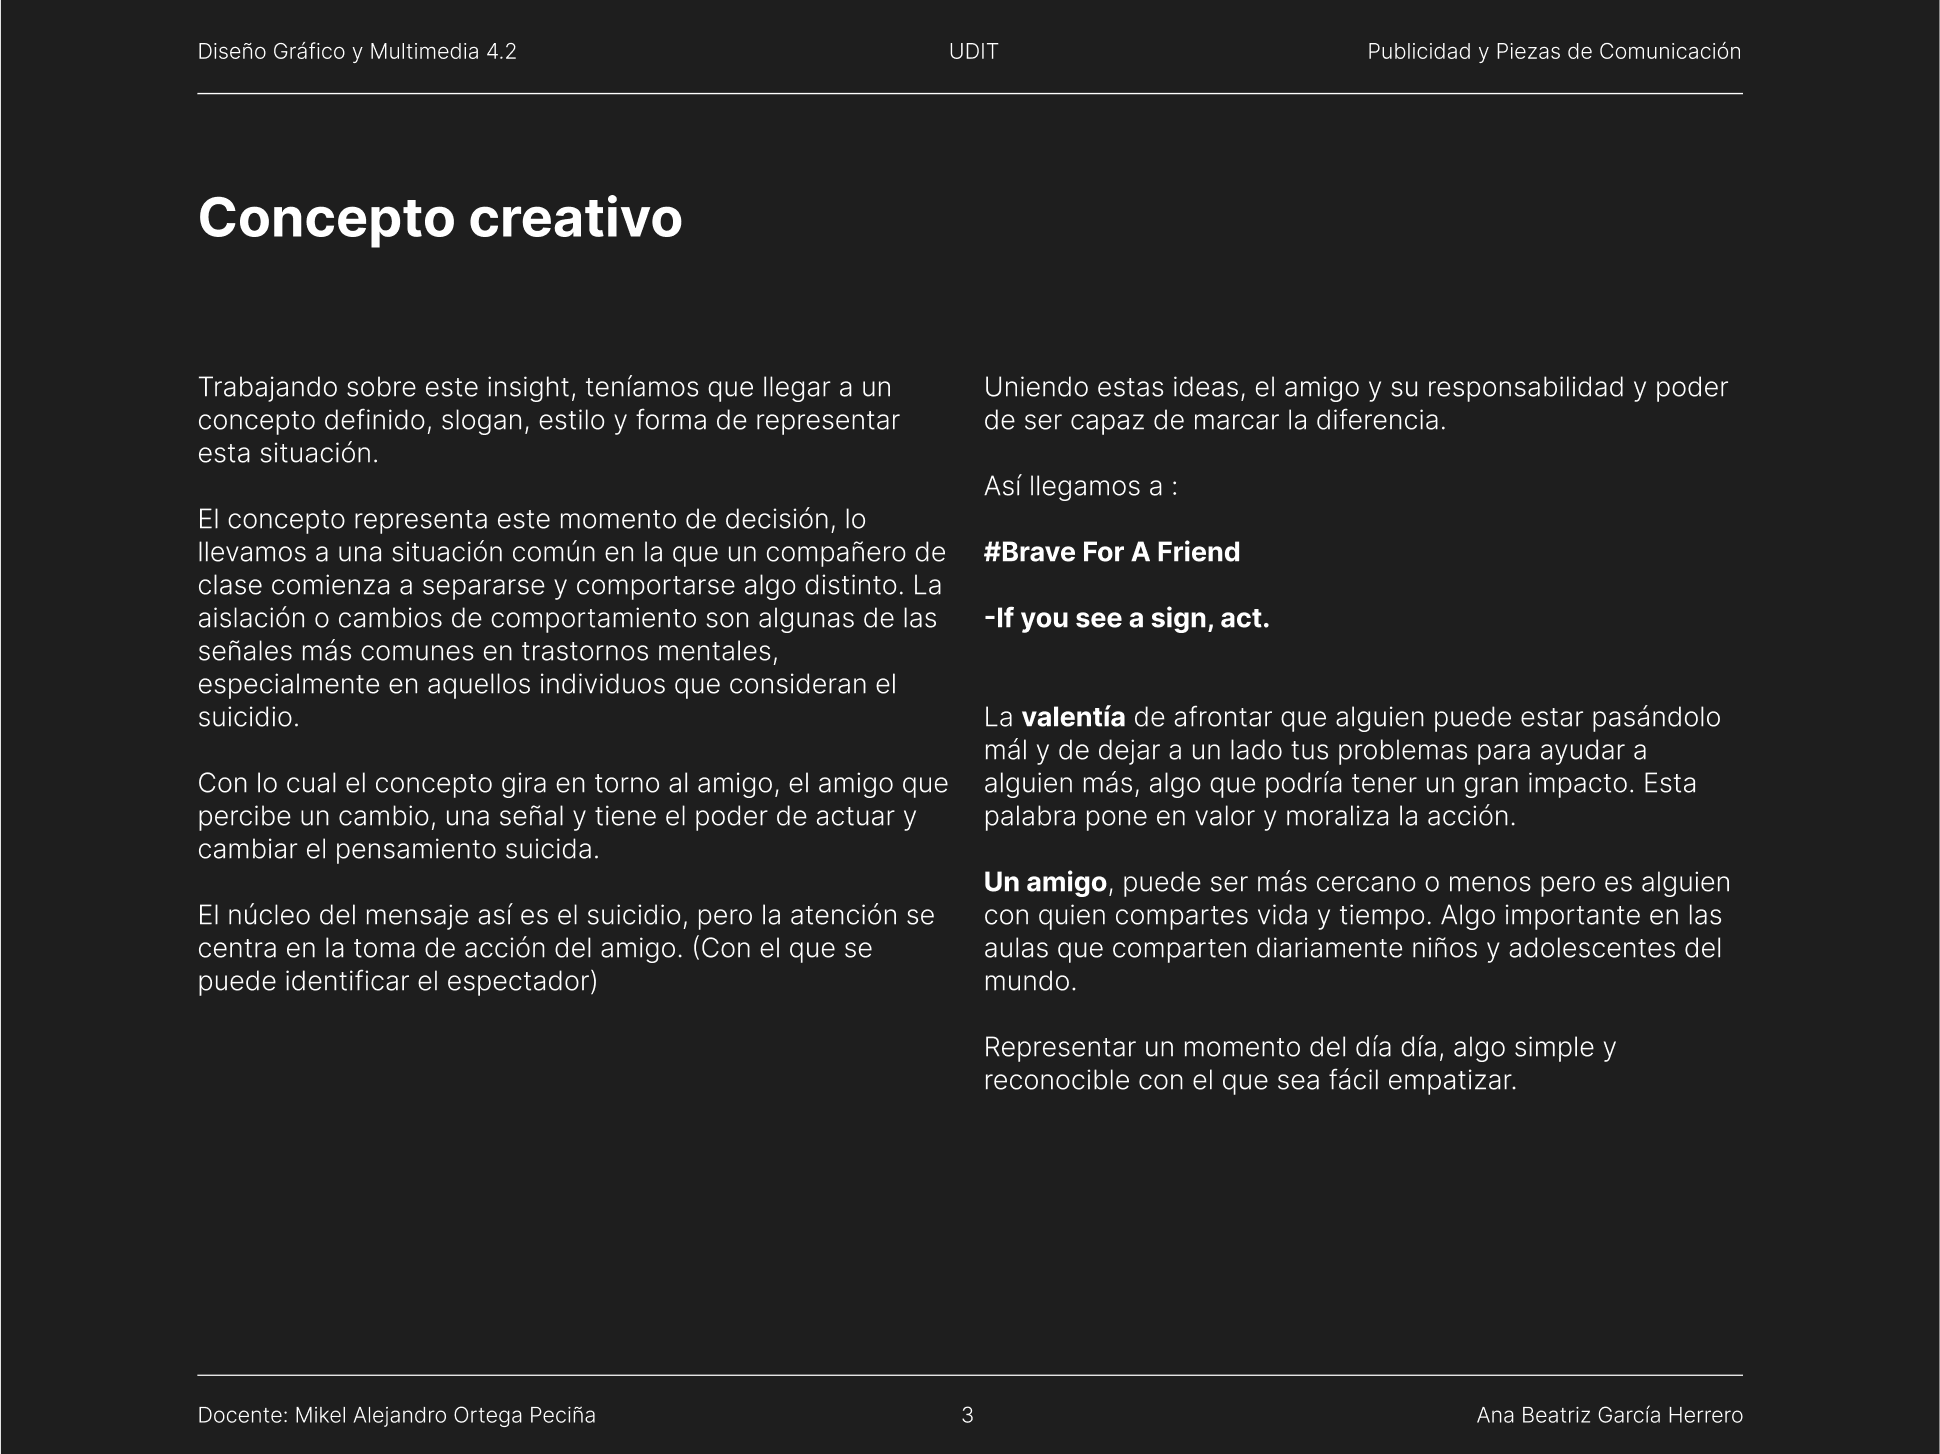 Diseño Gráfico y Multimedia 4.2
UDIT
Publicidad y Piezas de Comunicación
Concepto creativo
Trabajando sobre este insight, teníamos que llegar a un
concepto definido, slogan, estilo y forma de representar
esta situación.
El concepto representa este momento de decisión, lo
llevamos a una situación común en la que un compañero de
clase comienza a separarse y comportarse algo distinto. La
aislación o cambios de comportamiento son algunas de las
señales más comunes en trastornos mentales,
especialmente en aquellos individuos que consideran el
suicidio.
Con lo cual el concepto gira en torno al amigo, el amigo que
percibe un cambio, una señal y tiene el poder de actuar y
cambiar el pensamiento suicida.
El núcleo del mensaje así es el suicidio, pero la atención se
centra en la toma de acción del amigo. (Con el que se
puede identificar el espectador)
Uniendo estas ideas, el amigo y su responsabilidad y poder
de ser capaz de marcar la diferencia.
Así llegamos a :
#Brave For A Friend
-If you see a sign, act.
La valentía de afrontar que alguien puede estar pasándolo
mál y de dejar a un lado tus problemas para ayudar a
alguien más, algo que podría tener un gran impacto. Esta
palabra pone en valor y moraliza la acción.
Un amigo, puede ser más cercano o menos pero es alguien
con quien compartes vida y tiempo. Algo importante en las
aulas que comparten diariamente niños y adolescentes del
mundo.
Representar un momento del día día, algo simple y
reconocible con el que sea fácil empatizar.
Docente: Mikel Alejandro Ortega Peciña
3
Ana Beatriz García Herrero